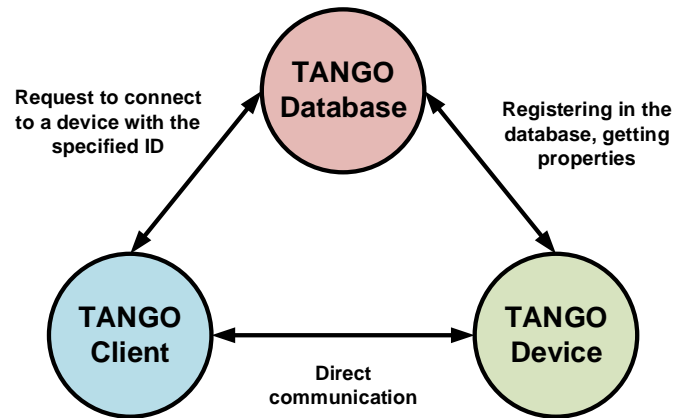 TANGO
Database
Request to connect
to a device with the
specified ID
Registering in the
database, getting
properties
TANGO
Client
TANGO
Device
Direct
communication